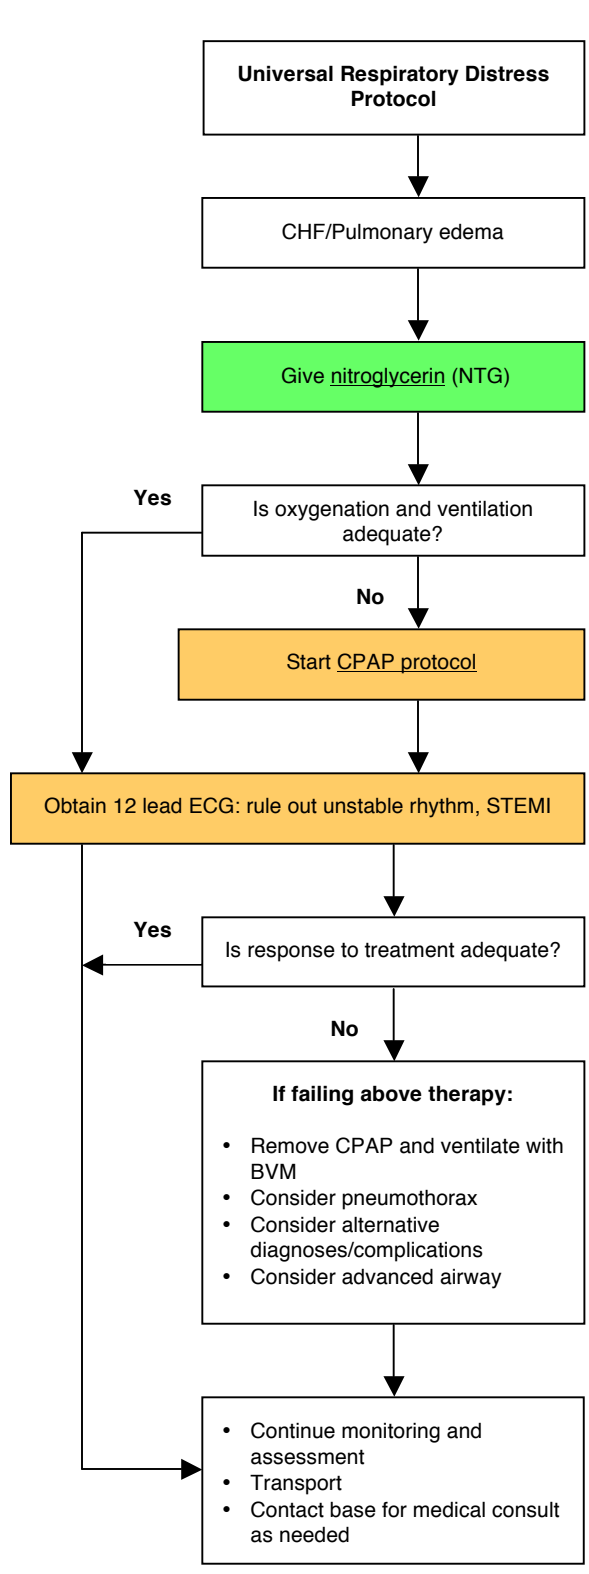 Universal Respiratory Distress
Protocol
CHF/Pulmonary edema
Give nitroglycerin (NTG)
Yes
Is oxygenation and ventilation
adequate?
No
Start CPAP protocol
Obtain 12 lead ECG: rule out unstable rhythm, STEMI
Yes
Is response to treatment adequate?
No
If failing above therapy:
• Remove CPAP and ventilate with
BVM
• Consider pneumothorax
• Consider alternative
diagnoses/complications
• Consider advanced airway
• Continue monitoring and
assessment
• Transport
• Contact base for medical consult
as needed